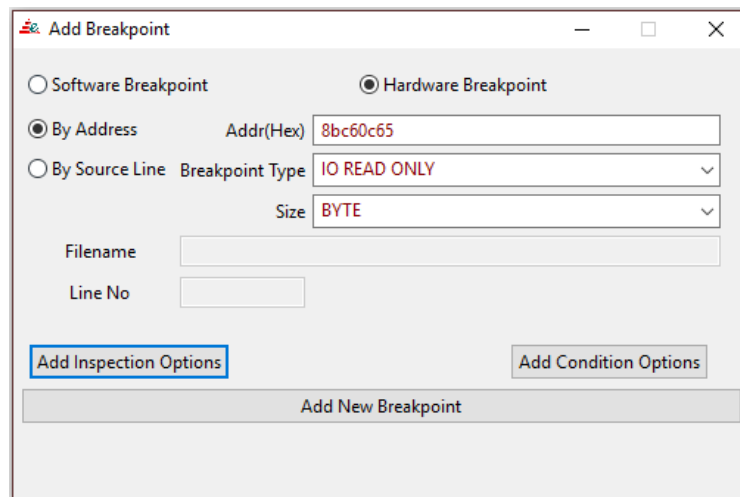 Add Breakpoint
Software Breakpoint Hardware Breakpoint
By Address Addr(Hex) 8bc60c65
By Source Line Breakpoint Type IO READ ONLY
Size BYTE
Filename
Line No
Add Inspection Options Add Condition Options
Add New Breakpoint